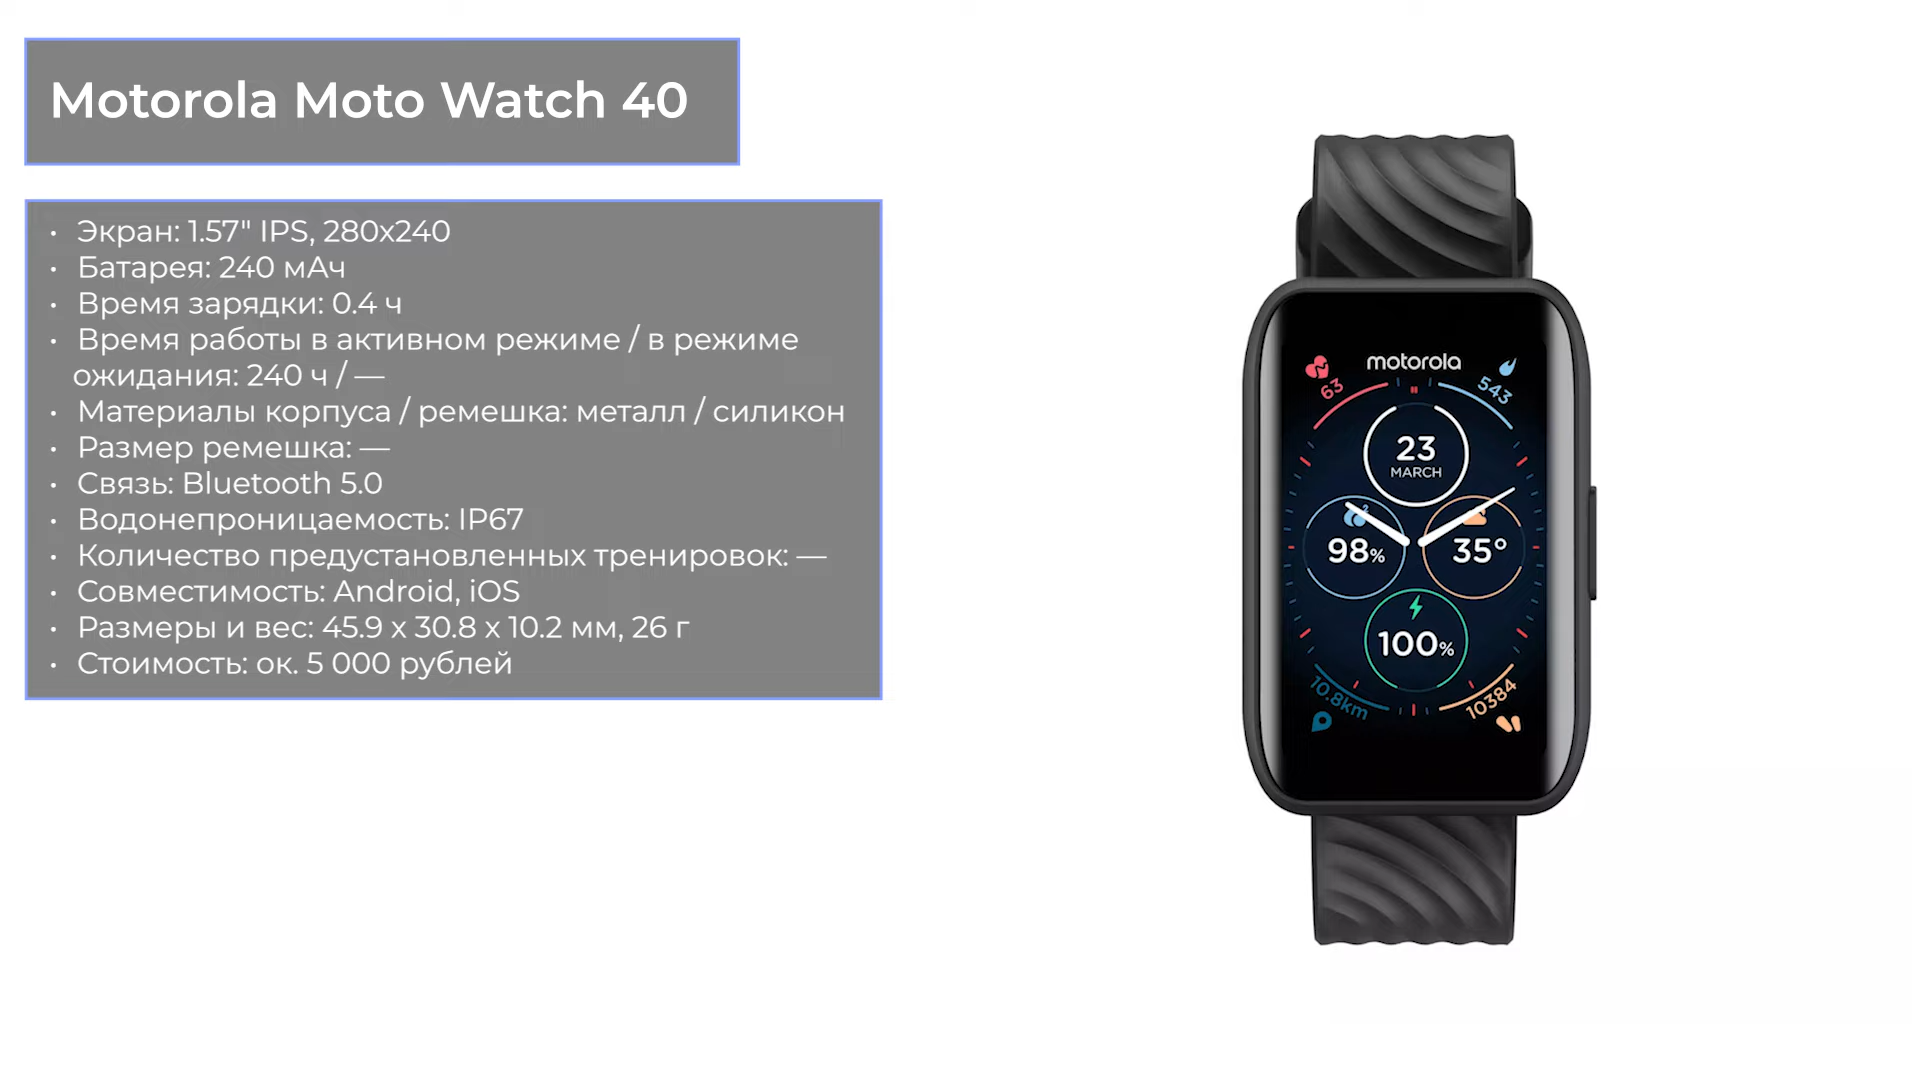 Motorola Moto Watch 40
• Экран: 1.57" IPS, 280x240
• Батарея: 240 мАч
• Время зарядки: 0.4 ч
• Время работы в активном режиме / в режиме
ожидания: 240 ч / —
• Материалы корпуса / ремешка: металл / силикон
• Размер ремешка: —
• Связь: Bluetooth 5.0
• Водонепроницаемость: IP67
• Количество предустановленных тренировок: —
• Совместимость: Android, iOS
• Размеры и вес: 45.9 x 30.8 x 10.2 мм, 26 г
• Стоимость: ок. 5 000 рублей
motorola
63
543
23
MARCH
98%
35°
100%
10.8km
10384